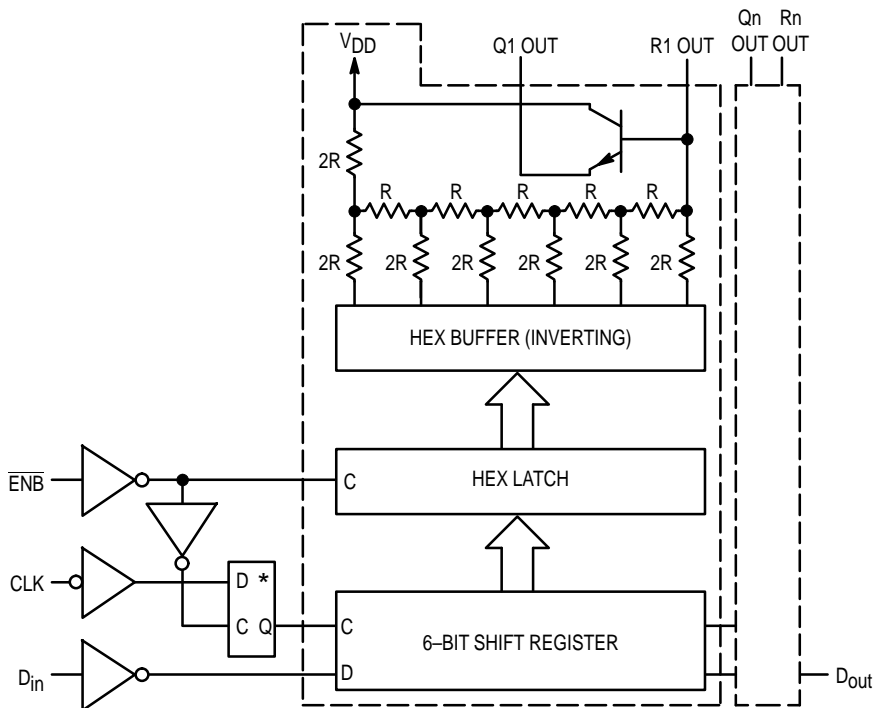 VDD
Q1 OUT
R1 OUT
Qn OUT
Rn OUT
2R
R R R R R
2R 2R 2R 2R 2R 2R
HEX BUFFER (INVERTING)
ENB
C
HEX LATCH
CLK
D *
C Q
C
6–BIT SHIFT REGISTER
Din
D
Dout